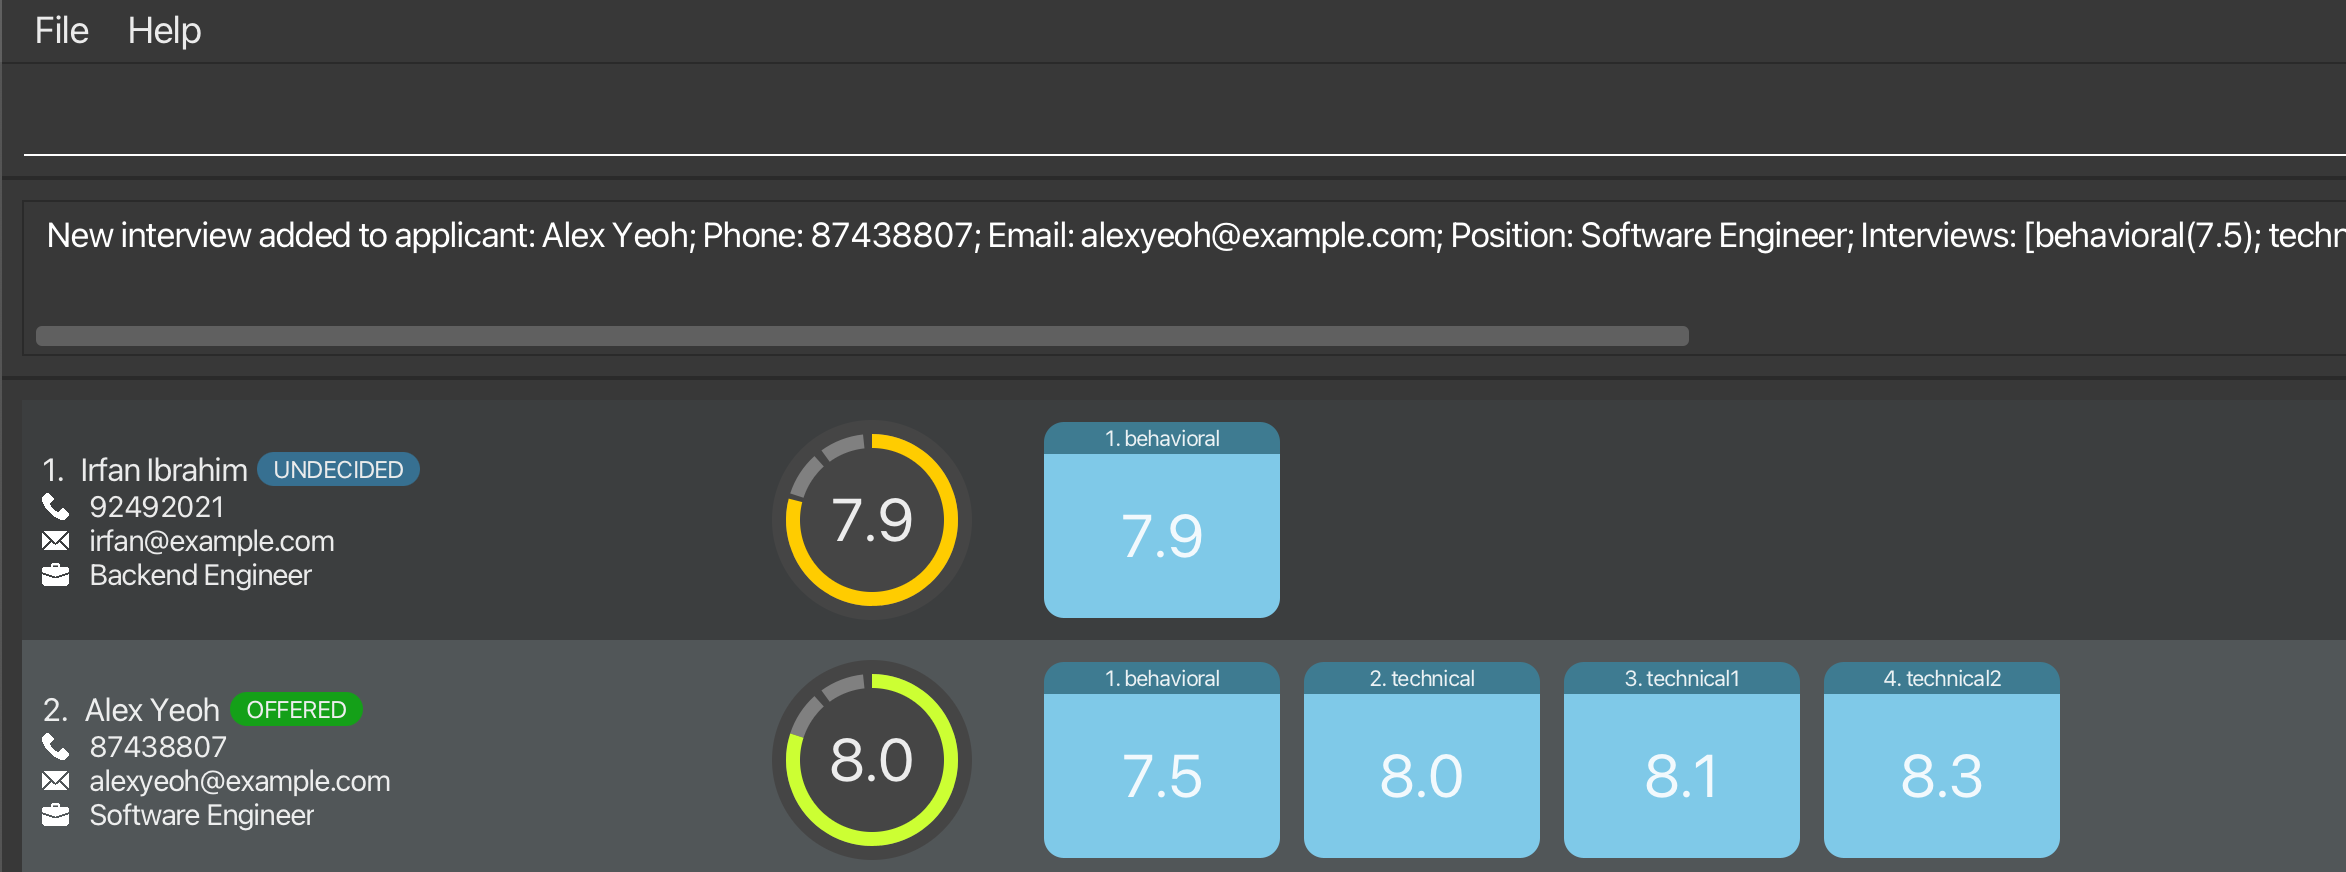 File Help
New interview added to applicant: Alex Yeoh; Phone: 87438807; Email: alexyeoh@example.com; Position: Software Engineer; Interviews: [behavioral(7.5); techn
1. Irfan Ibrahim UNDECIDED
92492021
irfan@example.com
Backend Engineer
7.9
1. behavioral
7.9
2. Alex Yeoh OFFERED
87438807
alexyeoh@example.com
Software Engineer
8.0
1. behavioral 2. technical 3. technical1 4. technical2
7.5 8.0 8.1 8.3